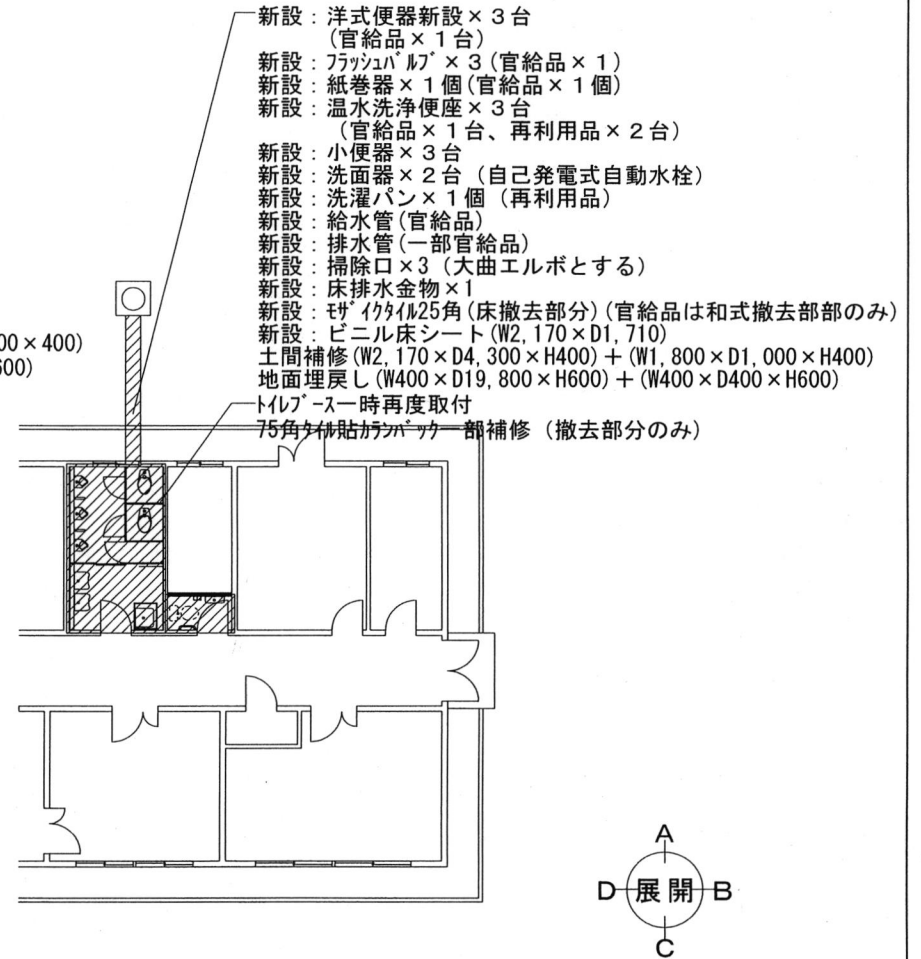 新設：洋式便器新設×３台
（官給品×１台）
新設：ﾌﾗｯｼｭﾊﾞﾙﾌﾞ×３(官給品×１)
新設：紙巻器×１個(官給品×１個)
新設：温水洗浄便座×３台
（官給品×１台、再利用品×２台）
新設：小便器×３台
新設：洗面器×２台（自己発電式自動水栓）
新設：洗濯パン×１個（再利用品）
新設：給水管(官給品)
新設：排水管(一部官給品)
新設：掃除口×3（大曲エルボとする）
新設：床排水金物×1
新設：ﾓｻﾞｲｸﾀｲﾙ25角(床撤去部分)(官給品は和式撤去部部のみ)
新設：ビニル床シート(W2,170×D1,710)
土間補修(W2,170×D4,300×H400)＋(W1,800×D1,000×H400)
地面埋戻し(W400×D19,800×H600)＋(W400×D400×H600)
ﾄｲﾚﾌﾞｰｽ一時再度取付
75角ﾀｲﾙ貼ｶﾗﾝﾊﾞｯｸ一部補修（撤去部分のみ）
00×400)
600)
A
D 展開 B
C